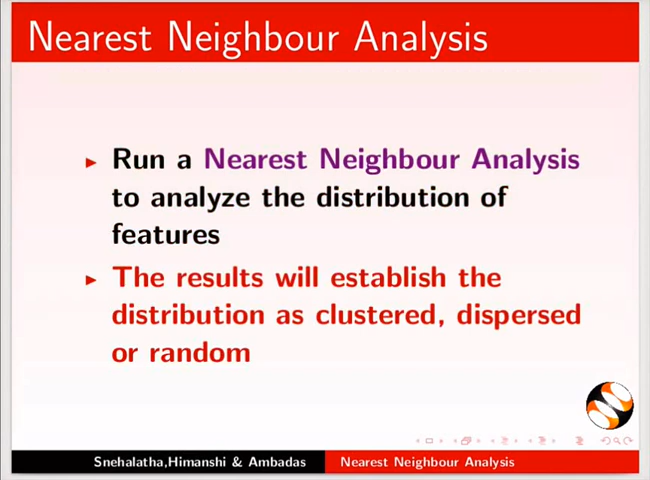 Nearest Neighbour Analysis
Run a Nearest Neighbour Analysis
to analyze the distribution of
features
The results will establish the
distribution as clustered, dispersed
or random
Snehalatha,Himanshi & Ambadas
Nearest Neighbour Analysis